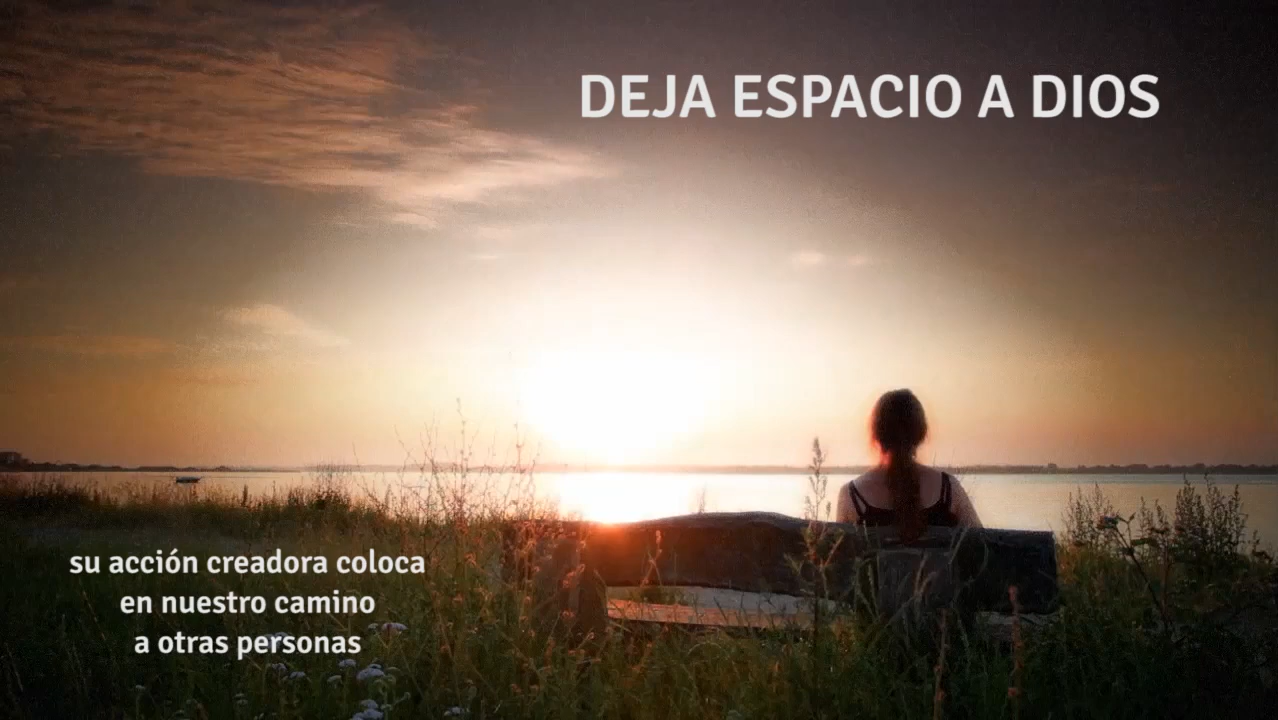 DEJA ESPACIO A DIOS
su acción creadora coloca
en nuestro camino
a otras personas